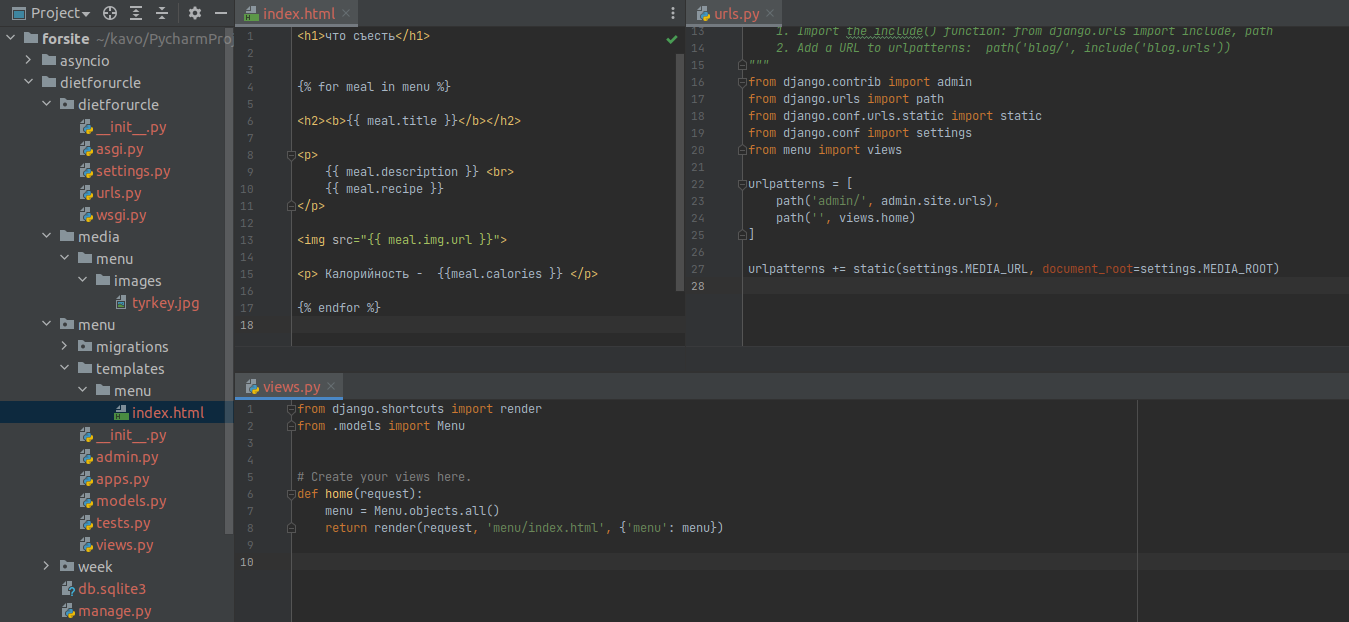 Project
forsite ~/kavo/PycharmPro
asyncio
dietforurcle
dietforurcle
__init__.py
asgi.py
settings.py
urls.py
wsgi.py
media
menu
images
tyrkey.jpg
menu
migrations
templates
menu
index.html
__init__.py
admin.py
apps.py
models.py
tests.py
views.py
week
db.sqlite3
manage.py
index.html
1 <h1>что съесть</h1>
2
3
4 {% for meal in menu %}
5
6 <h2><b>{{ meal.title }}</b></h2>
7
8 <p>
9 {{ meal.description }} <br>
10 {{ meal.recipe }}
11 </p>
12
13 <img src="{{ meal.img.url }}">
14
15 <p> Калорийность - {{meal.calories }} </p>
16
17 {% endfor %}
18
urls.py
13 1. Import the include() function: from django.urls import include, path
14 2. Add a URL to urlpatterns: path('blog/', include('blog.urls'))
15 """
16 from django.contrib import admin
17 from django.urls import path
18 from django.conf.urls.static import static
19 from django.conf import settings
20 from menu import views
21
22 urlpatterns = [
23 path('admin/', admin.site.urls),
24 path('', views.home)
25 ]
26
27 urlpatterns += static(settings.MEDIA_URL, document_root=settings.MEDIA_ROOT)
28
views.py
1 from django.shortcuts import render
2 from .models import Menu
3
4
5 # Create your views here.
6 def home(request):
7 menu = Menu.objects.all()
8 return render(request, 'menu/index.html', {'menu': menu})
9
10